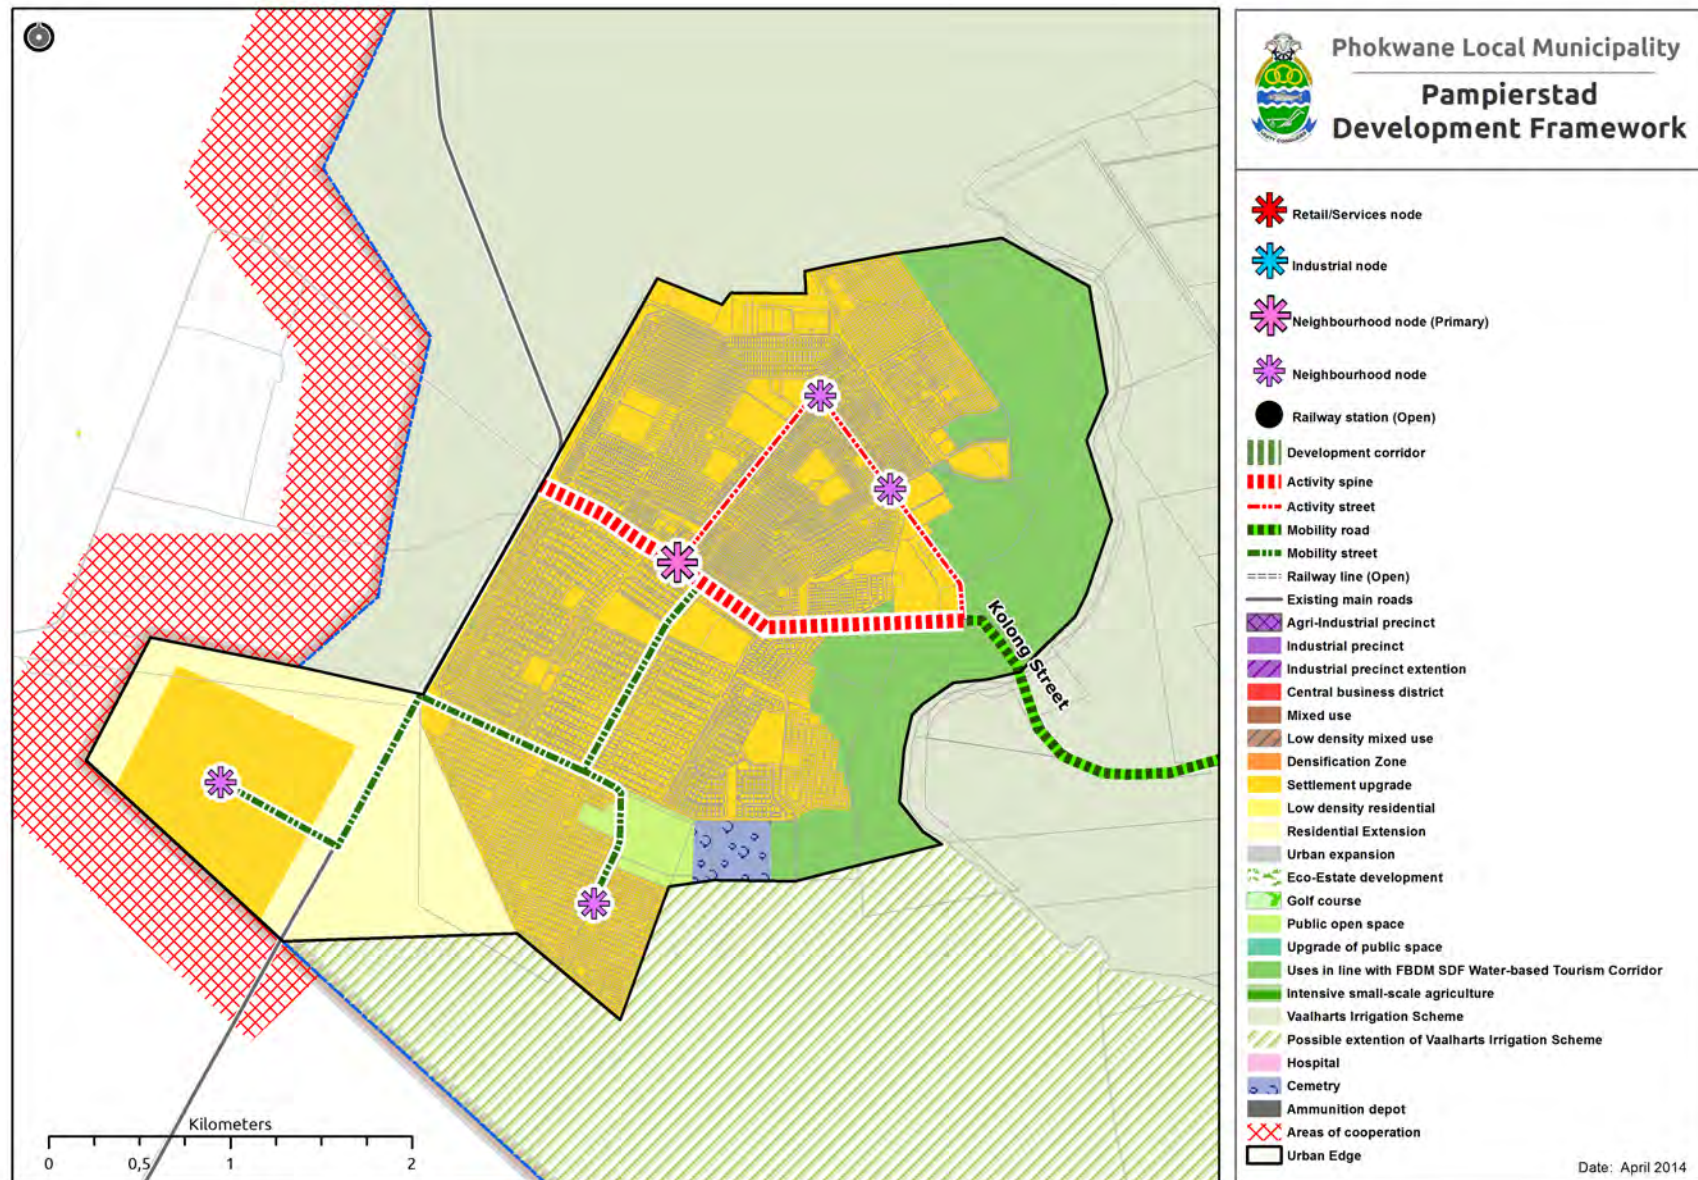 Phokwane Local Municipality
Pampierstad
Development Framework
Retail/Services node
Industrial node
Neighbourhood node (Primary)
Neighbourhood node
Railway station (Open)
Development corridor
Activity spine
Activity street
Mobility road
Mobility street
Railway line (Open)
Existing main roads
Agri-Industrial precinct
Industrial precinct
Industrial precinct extention
Central business district
Mixed use
Low density mixed use
Densification Zone
Settlement upgrade
Low density residential
Residential Extension
Urban expansion
Eco-Estate development
Golf course
Public open space
Upgrade of public space
Uses in line with FBDM SDF Water-based Tourism Corridor
Intensive small-scale agriculture
Vaalharts Irrigation Scheme
Possible extention of Vaalharts Irrigation Scheme
Hospital
Cemetry
Ammunition depot
Areas of cooperation
Urban Edge
Date: April 2014
Kolong Street
Kilometers
0 0,5 1 2